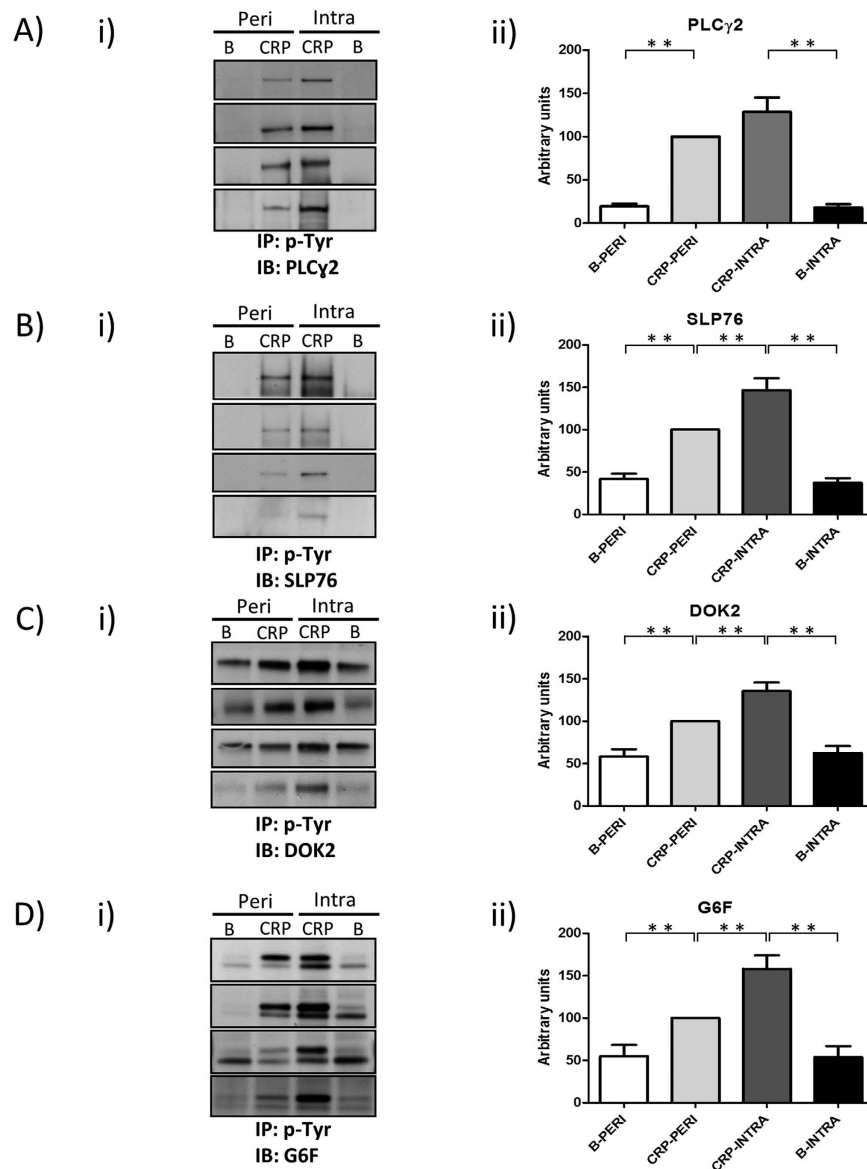 A) i) Peri Intra
B CRP CRP B
IP: p-Tyr
IB: PLCɣ2
ii) PLCγ2
Arbitrary units
200
150
100
50
0
** **
B-PERI CRP-PERI CRP-INTRA B-INTRA
B) i) Peri Intra
B CRP CRP B
IP: p-Tyr
IB: SLP76
ii) SLP76
Arbitrary units
200
150
100
50
0
** ** **
B-PERI CRP-PERI CRP-INTRA B-INTRA
C) i) Peri Intra
B CRP CRP B
IP: p-Tyr
IB: DOK2
ii) DOK2
Arbitrary units
200
150
100
50
0
** ** **
B-PERI CRP-PERI CRP-INTRA B-INTRA
D) i) Peri Intra
B CRP CRP B
IP: p-Tyr
IB: G6F
ii) G6F
Arbitrary units
200
150
100
50
0
** ** **
B-PERI CRP-PERI CRP-INTRA B-INTRA